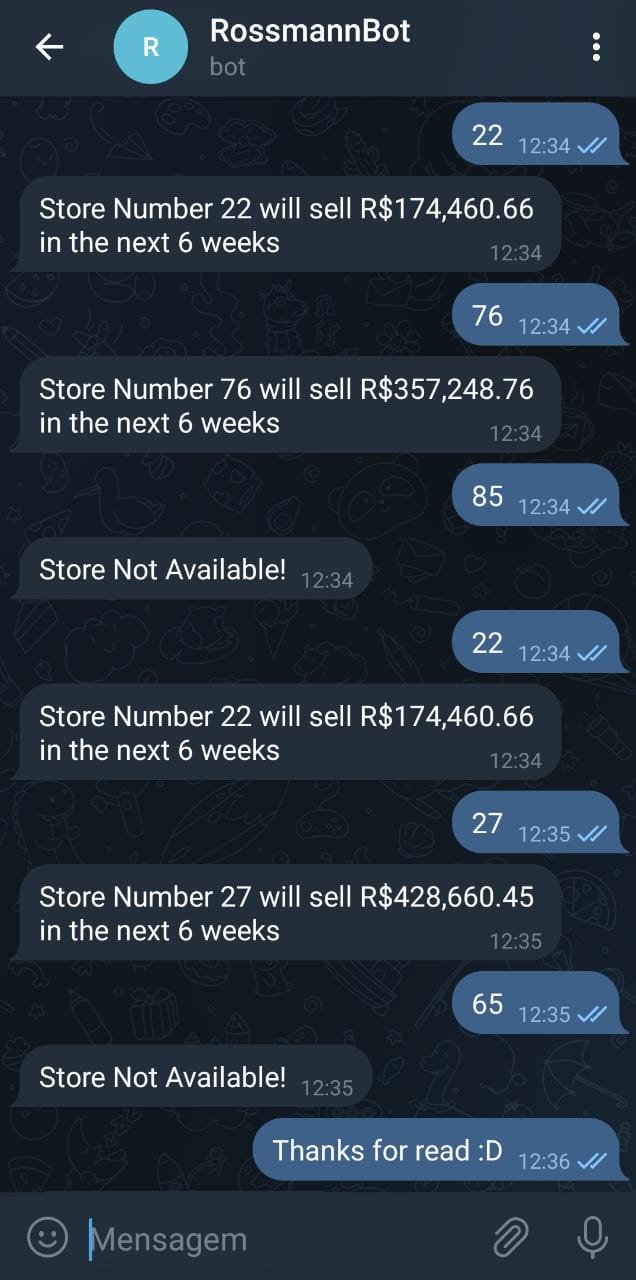 R
RossmannBot
bot
22 12:34
Store Number 22 will sell R$174,460.66
in the next 6 weeks
12:34
76 12:34
Store Number 76 will sell R$357,248.76
in the next 6 weeks
12:34
85 12:34
Store Not Available! 12:34
22 12:34
Store Number 22 will sell R$174,460.66
in the next 6 weeks
12:34
27 12:35
Store Number 27 will sell R$428,660.45
in the next 6 weeks
12:35
65 12:35
Store Not Available! 12:35
Thanks for read :D 12:36
Mensagem